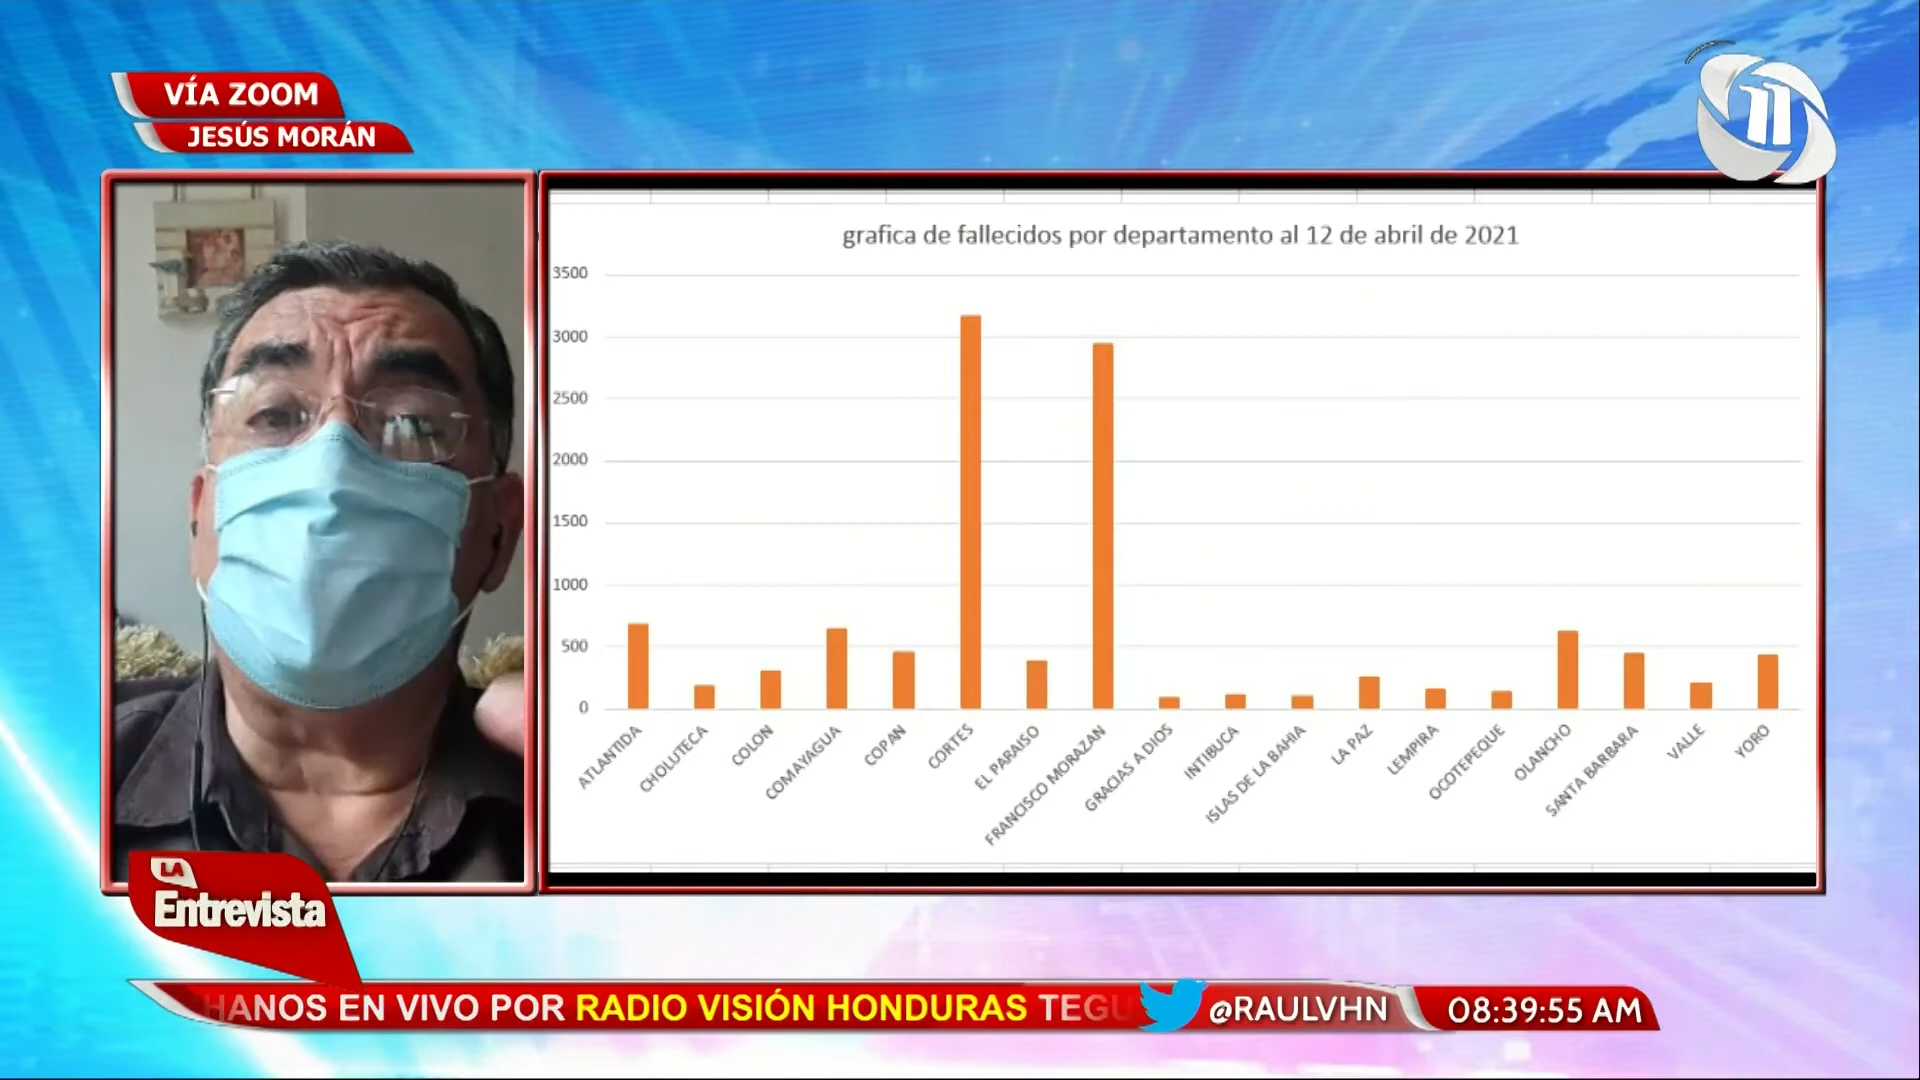 VÍA ZOOM
JESÚS MORÁN
11
grafica de fallecidos por departamento al 12 de abril de 2021
3500
3000
2500
2000
1500
1000
500
0
ATLANTIDA
CHOLUTECA
COLON
COMAYAGUA
COPAN
CORTES
EL PARAISO
FRANCISCO MORAZAN
GRACIAS A DIOS
INTIBUCA
ISLAS DE LA BAHIA
LA PAZ
LEMPIRA
OCOTEPEQUE
OLANCHO
SANTA BARBARA
VALLE
YORO
LA
Entrevista
HANOS EN VIVO POR RADIO VISIÓN HONDURAS TEGU
@RAULVHN
08:39:55 AM